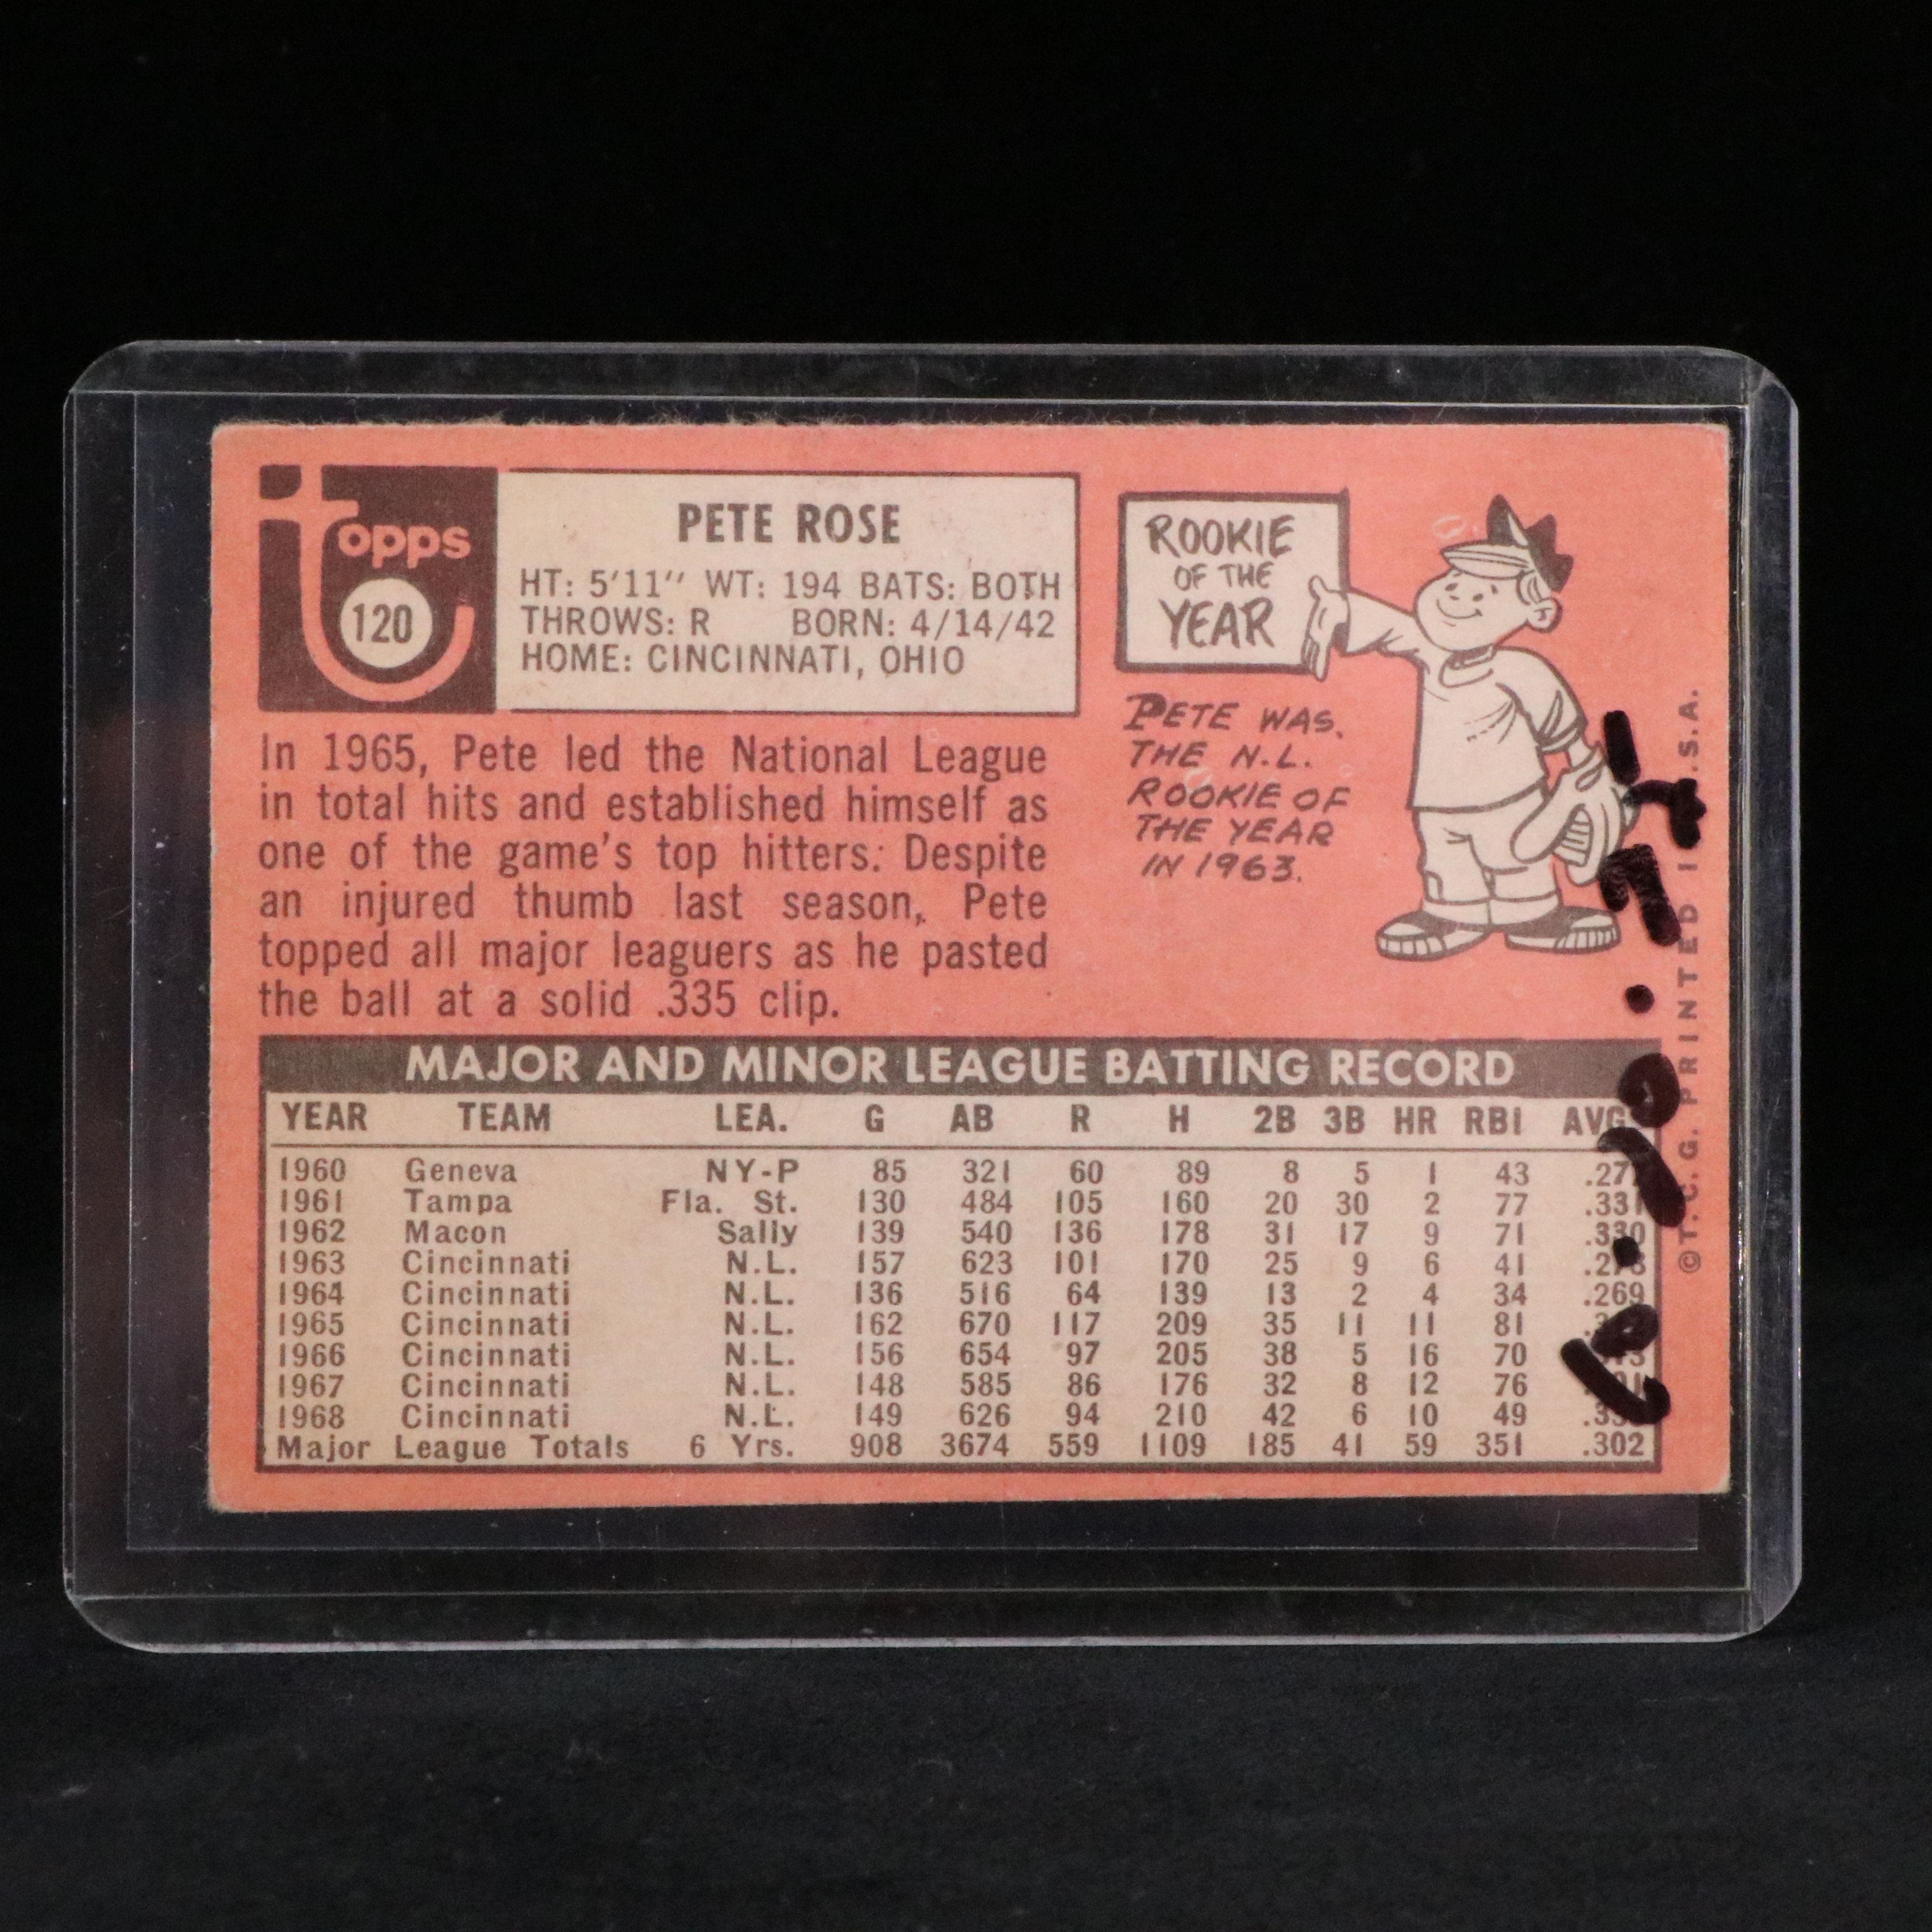 topps
120
PETE ROSE
HT: 5'11" WT: 194 BATS: BOTH
THROWS: R BORN: 4/14/42
HOME: CINCINNATI, OHIO
In 1965, Pete led the National League
in total hits and established himself as
one of the game's top hitters. Despite
an injured thumb last season, Pete
topped all major leaguers as he pasted
the ball at a solid .335 clip.
ROOKIE
OF THE
YEAR
PETE WAS
THE N.L.
ROOKIE OF
THE YEAR
IN 1963.
MAJOR AND MINOR LEAGUE BATTING RECORD
YEAR TEAM LEA. G AB R H 2B 3B HR RBI AVG
1960 Geneva NY-P 85 321 60 89 8 5 1 43 .277
1961 Tampa Fla. St. 130 484 105 160 20 30 2 77 .331
1962 Macon Sally 139 540 136 178 31 17 9 71 .330
1963 Cincinnati N.L. 157 623 101 170 25 9 6 41
1964 Cincinnati N.L. 136 516 64 139 13 2 4 34 .269
1965 Cincinnati N.L. 162 670 117 209 35 11 11 81
1966 Cincinnati N.L. 156 654 97 205 38 5 16 70
1967 Cincinnati N.L. 148 585 86 176 32 8 12 76
1968 Cincinnati N.L. 149 626 94 210 42 6 10 49
Major League Totals 6 Yrs. 908 3674 559 1109 185 41 59 351 .302
©T.C.G. PRINTED